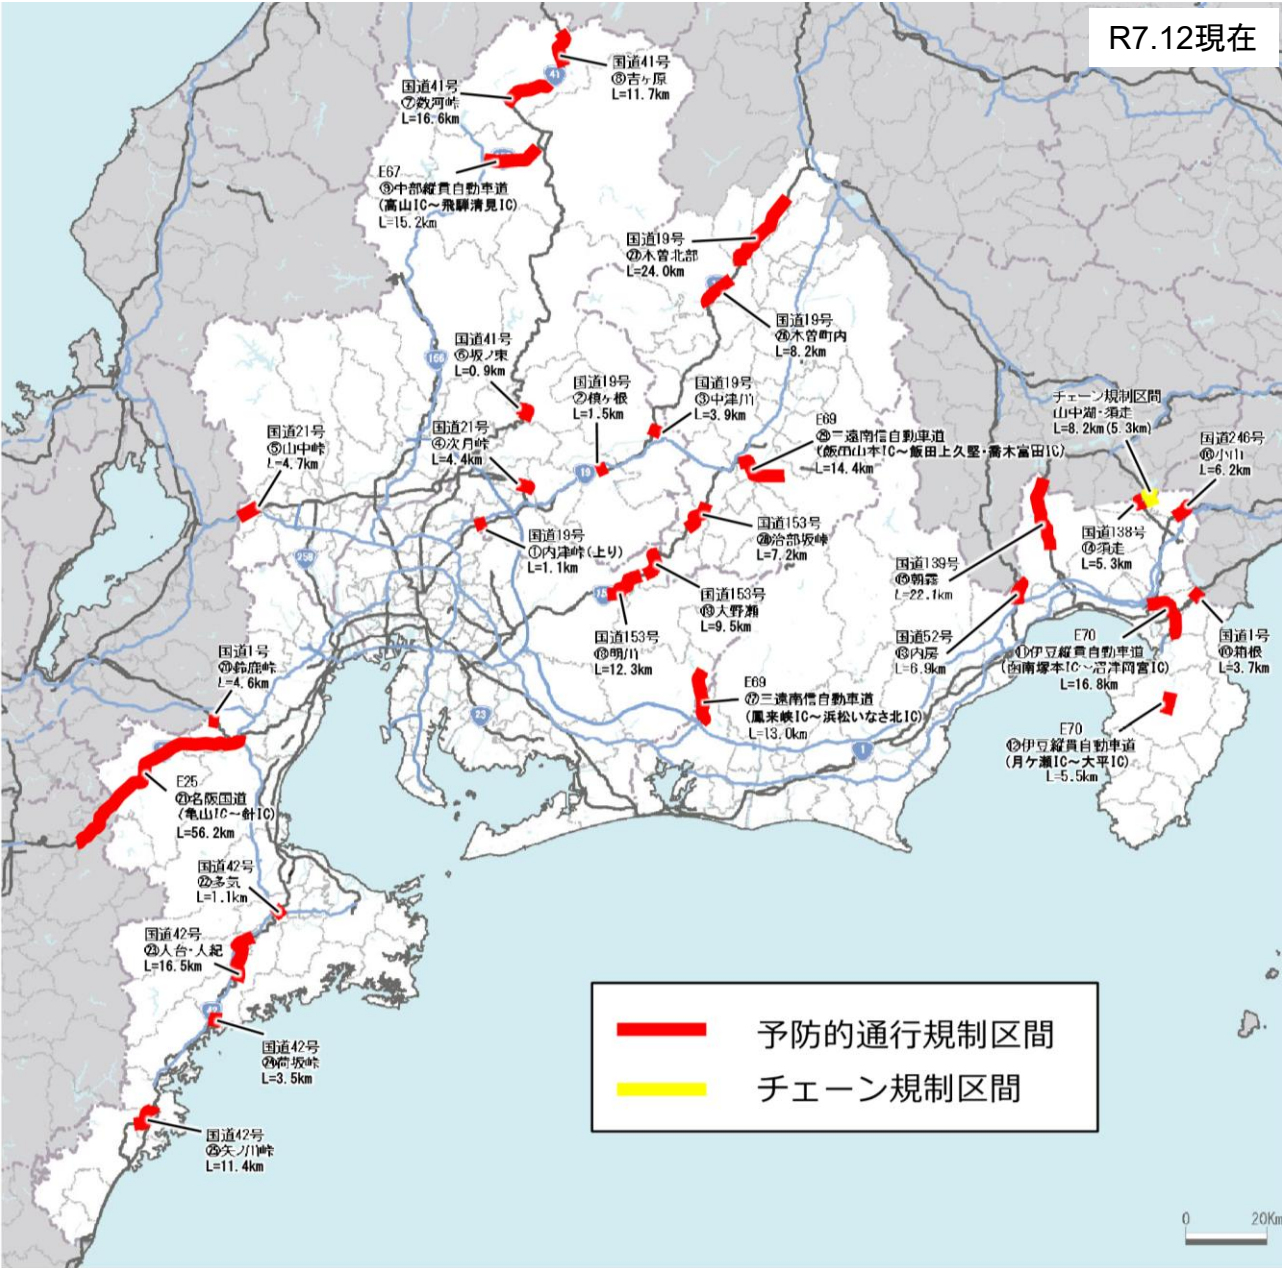 R7.12現在
国道41号
⑧吉ヶ原
L=11.7km
41
国道41号
⑦数河峠
L=16.6km
E67
⑨中部縦貫自動車道
(高山IC～飛騨清見IC)
L=15.2km
国道19号
㉗木曽北部
L=24.0km
国道19号
㉖木曽町内
L=8.2km
国道41号
⑥坂ノ東
L=0.9km
156
国道19号
②槙ヶ根
L=1.5km
国道19号
③中津川
L=3.9km
チェーン規制区間
山中湖・須走
L=8.2km(5.3km)
国道21号
⑤山中峠
L=4.7km
国道21号
④次月峠
L=4.4km
19
E69
㉙三遠南信自動車道
(飯田山本IC～飯田上久堅・喬木富田IC)
L=14.4km
国道246号
⑯小山
L=6.2km
国道19号
①内津峠(上り)
L=1.1km
258
国道153号
㉘治部坂峠
L=7.2km
国道138号
⑭須走
L=5.3km
国道139号
⑮朝霧
L=22.1km
国道153号
⑲大野瀬
L=9.5km
国道153号
⑱明川
L=12.3km
国道52号
⑬内房
L=6.9km
E70
⑪伊豆縦貫自動車道
(函南塚本IC～沼津岡宮IC)
L=16.8km
国道1号
⑩箱根
L=3.7km
国道1号
⑳鈴鹿峠
L=4.6km
E69
⑰三遠南信自動車道
(鳳来峡IC～浜松いなさ北IC)
L=13.0km
23
1
E70
⑫伊豆縦貫自動車道
(月ケ瀬IC～大平IC)
L=5.5km
E25
㉑名阪国道
(亀山IC～針IC)
L=56.2km
国道42号
㉒多気
L=1.1km
国道42号
㉓大台・大紀
L=16.5km
42
国道42号
㉔荷坂峠
L=3.5km
国道42号
㉕矢ノ川峠
L=11.4km
予防的通行規制区間
チェーン規制区間
0 20Km